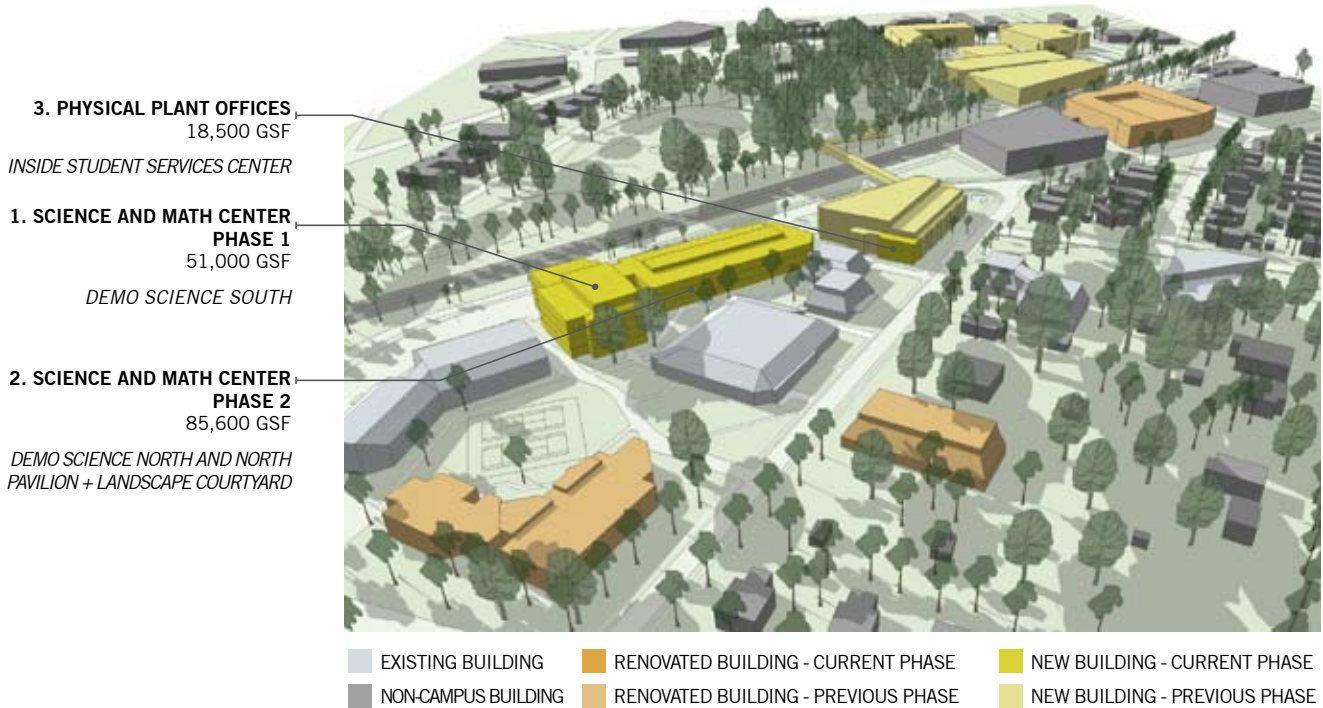 3. PHYSICAL PLANT OFFICES
18,500 GSF
INSIDE STUDENT SERVICES CENTER
1. SCIENCE AND MATH CENTER
PHASE 1
51,000 GSF
DEMO SCIENCE SOUTH
2. SCIENCE AND MATH CENTER
PHASE 2
85,600 GSF
DEMO SCIENCE NORTH AND NORTH
PAVILION + LANDSCAPE COURTYARD
EXISTING BUILDING
RENOVATED BUILDING - CURRENT PHASE
NEW BUILDING - CURRENT PHASE
NON-CAMPUS BUILDING
RENOVATED BUILDING - PREVIOUS PHASE
NEW BUILDING - PREVIOUS PHASE